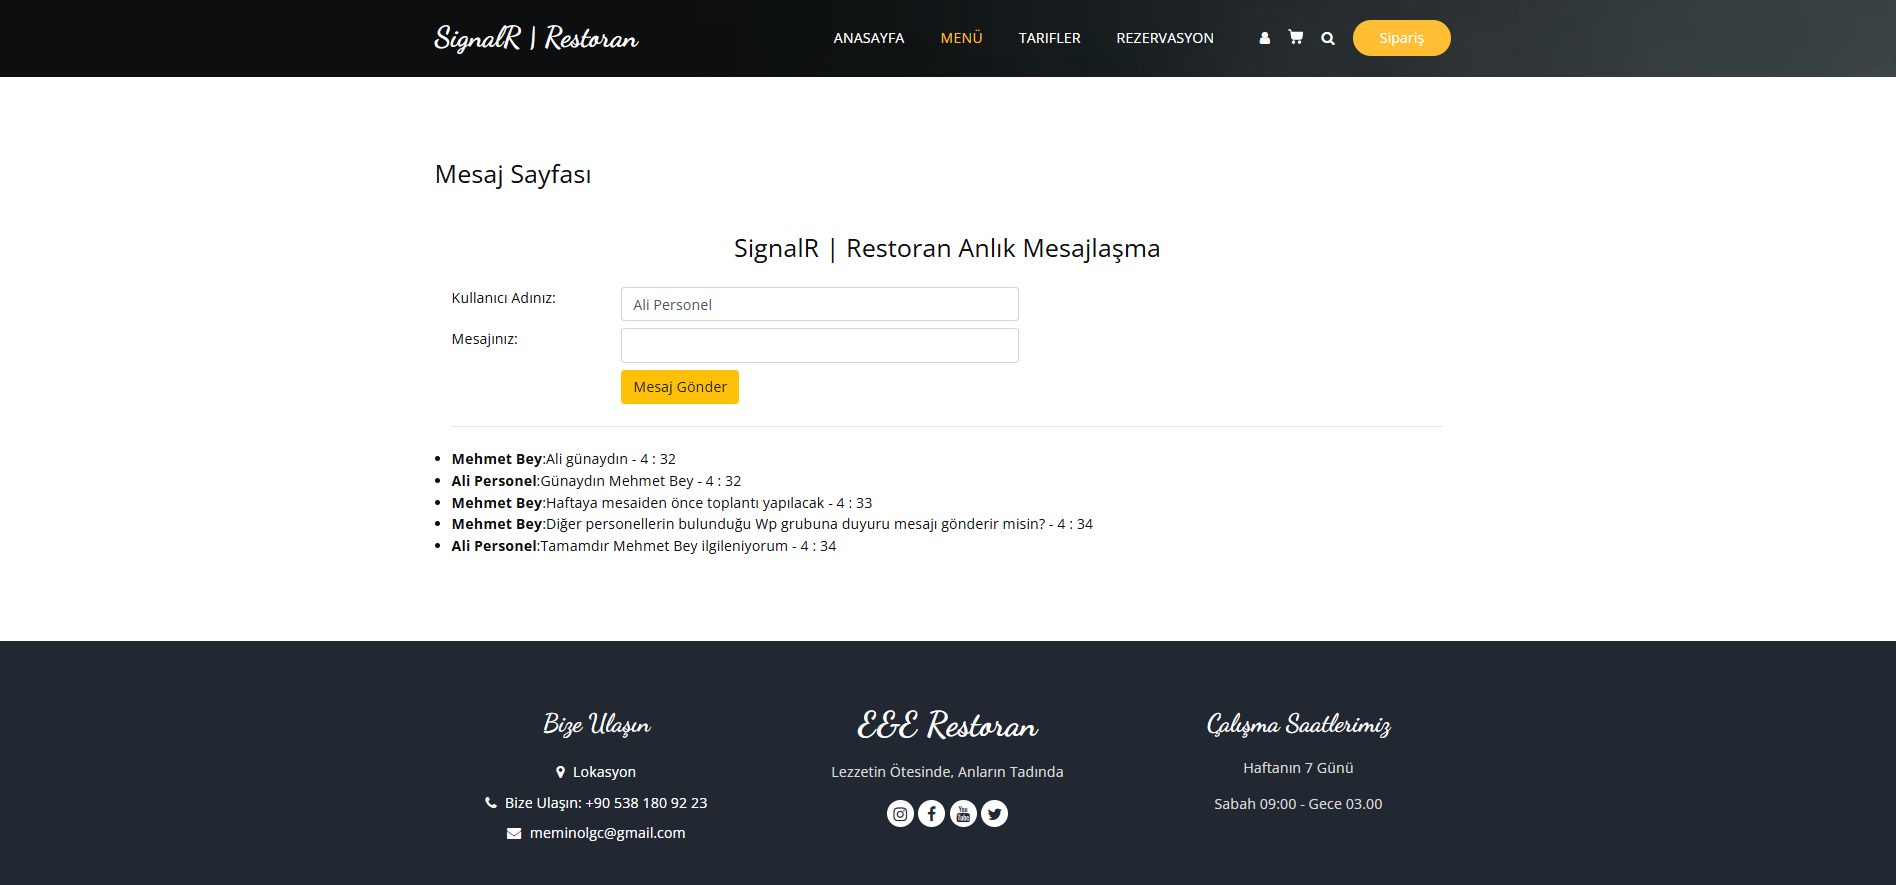 SignalR | Restoran
ANASAYFA MENÜ TARIFLER REZERVASYON Sipariş
Mesaj Sayfası
SignalR | Restoran Anlık Mesajlaşma
Kullanıcı Adınız: Ali Personel
Mesajınız:
Mesaj Gönder
Mehmet Bey:Ali günaydın - 4 : 32
Ali Personel:Günaydın Mehmet Bey - 4 : 32
Mehmet Bey:Haftaya mesaiden önce toplantı yapılacak - 4 : 33
Mehmet Bey:Diğer personellerin bulunduğu Wp grubuna duyuru mesajı gönderir misin? - 4 : 34
Ali Personel:Tamamdır Mehmet Bey ilgileniyorum - 4 : 34
Bize Ulaşın
Lokasyon
Bize Ulaşın: +90 538 180 92 23
meminolgc@gmail.com
E&E Restoran
Lezzetin Ötesinde, Anların Tadında
You
Tube
Çalışma Saatlerimiz
Haftanın 7 Günü
Sabah 09:00 - Gece 03.00